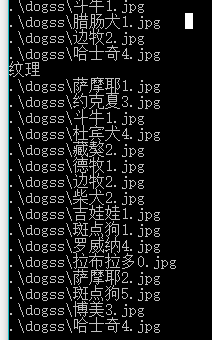 .\dogss\斗牛1.jpg
.\dogss\腊肠犬1.jpg
.\dogss\边牧2.jpg
.\dogss\哈士奇4.jpg
纹理
.\dogss\萨摩耶1.jpg
.\dogss\约克夏3.jpg
.\dogss\斗牛1.jpg
.\dogss\杜宾犬4.jpg
.\dogss\藏獒2.jpg
.\dogss\德牧1.jpg
.\dogss\边牧2.jpg
.\dogss\柴犬2.jpg
.\dogss\吉娃娃1.jpg
.\dogss\斑点狗1.jpg
.\dogss\罗威纳4.jpg
.\dogss\拉布拉多0.jpg
.\dogss\萨摩耶2.jpg
.\dogss\斑点狗5.jpg
.\dogss\博美3.jpg
.\dogss\哈士奇4.jpg